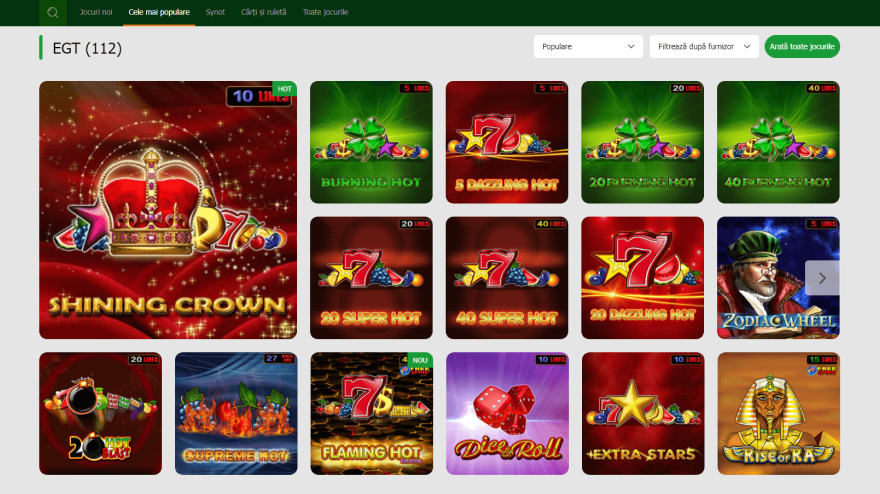 Jocuri noi
Cele mai populare
Synot
Cărți și ruletă
Toate jocurile
EGT (112)
Populare
Filtrează după furnizor
Arată toate jocurile
HOT
10 LINES
SHINING CROWN
5 LINES
BURNING HOT
5 LINES
5 DAZZLING HOT
20 LINES
20 BURNING HOT
40 LINES
40 BURNING HOT
20 LINES
20 SUPER HOT
40 LINES
40 SUPER HOT
20 DAZZLING HOT
5 LINES
ZODIAC WHEEL
20 LINES
20 HOT
BLAST
27
SUPREME HOT
NOU
4
FREE
FLAMING HOT
10 LINES
Dice & Roll
10 LINES
EXTRA STARS
15 LINES
FREE
RISE OF RA